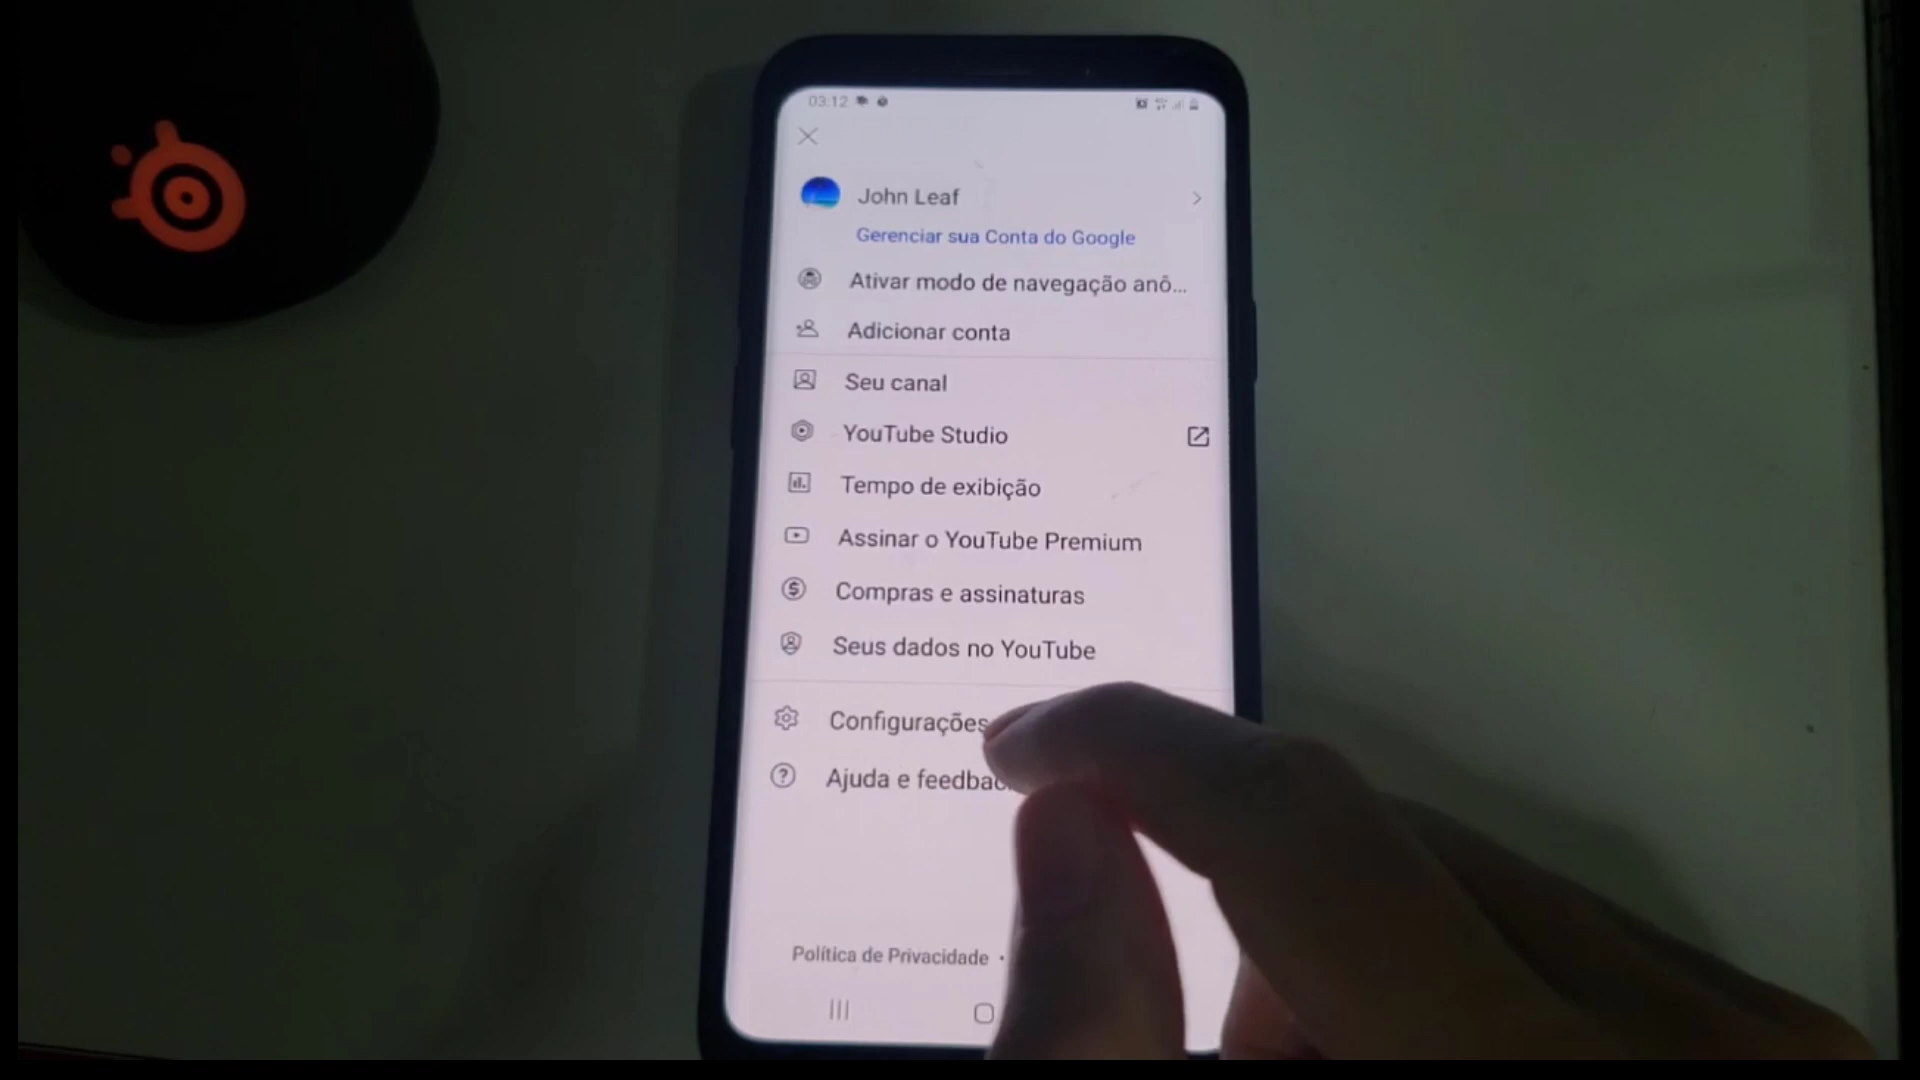 03:12
John Leaf
Gerenciar sua Conta do Google
Ativar modo de navegação anô...
Adicionar conta
Seu canal
YouTube Studio
Tempo de exibição
Assinar o YouTube Premium
Compras e assinaturas
Seus dados no YouTube
Configurações
Ajuda e feedbac
Política de Privacidade •